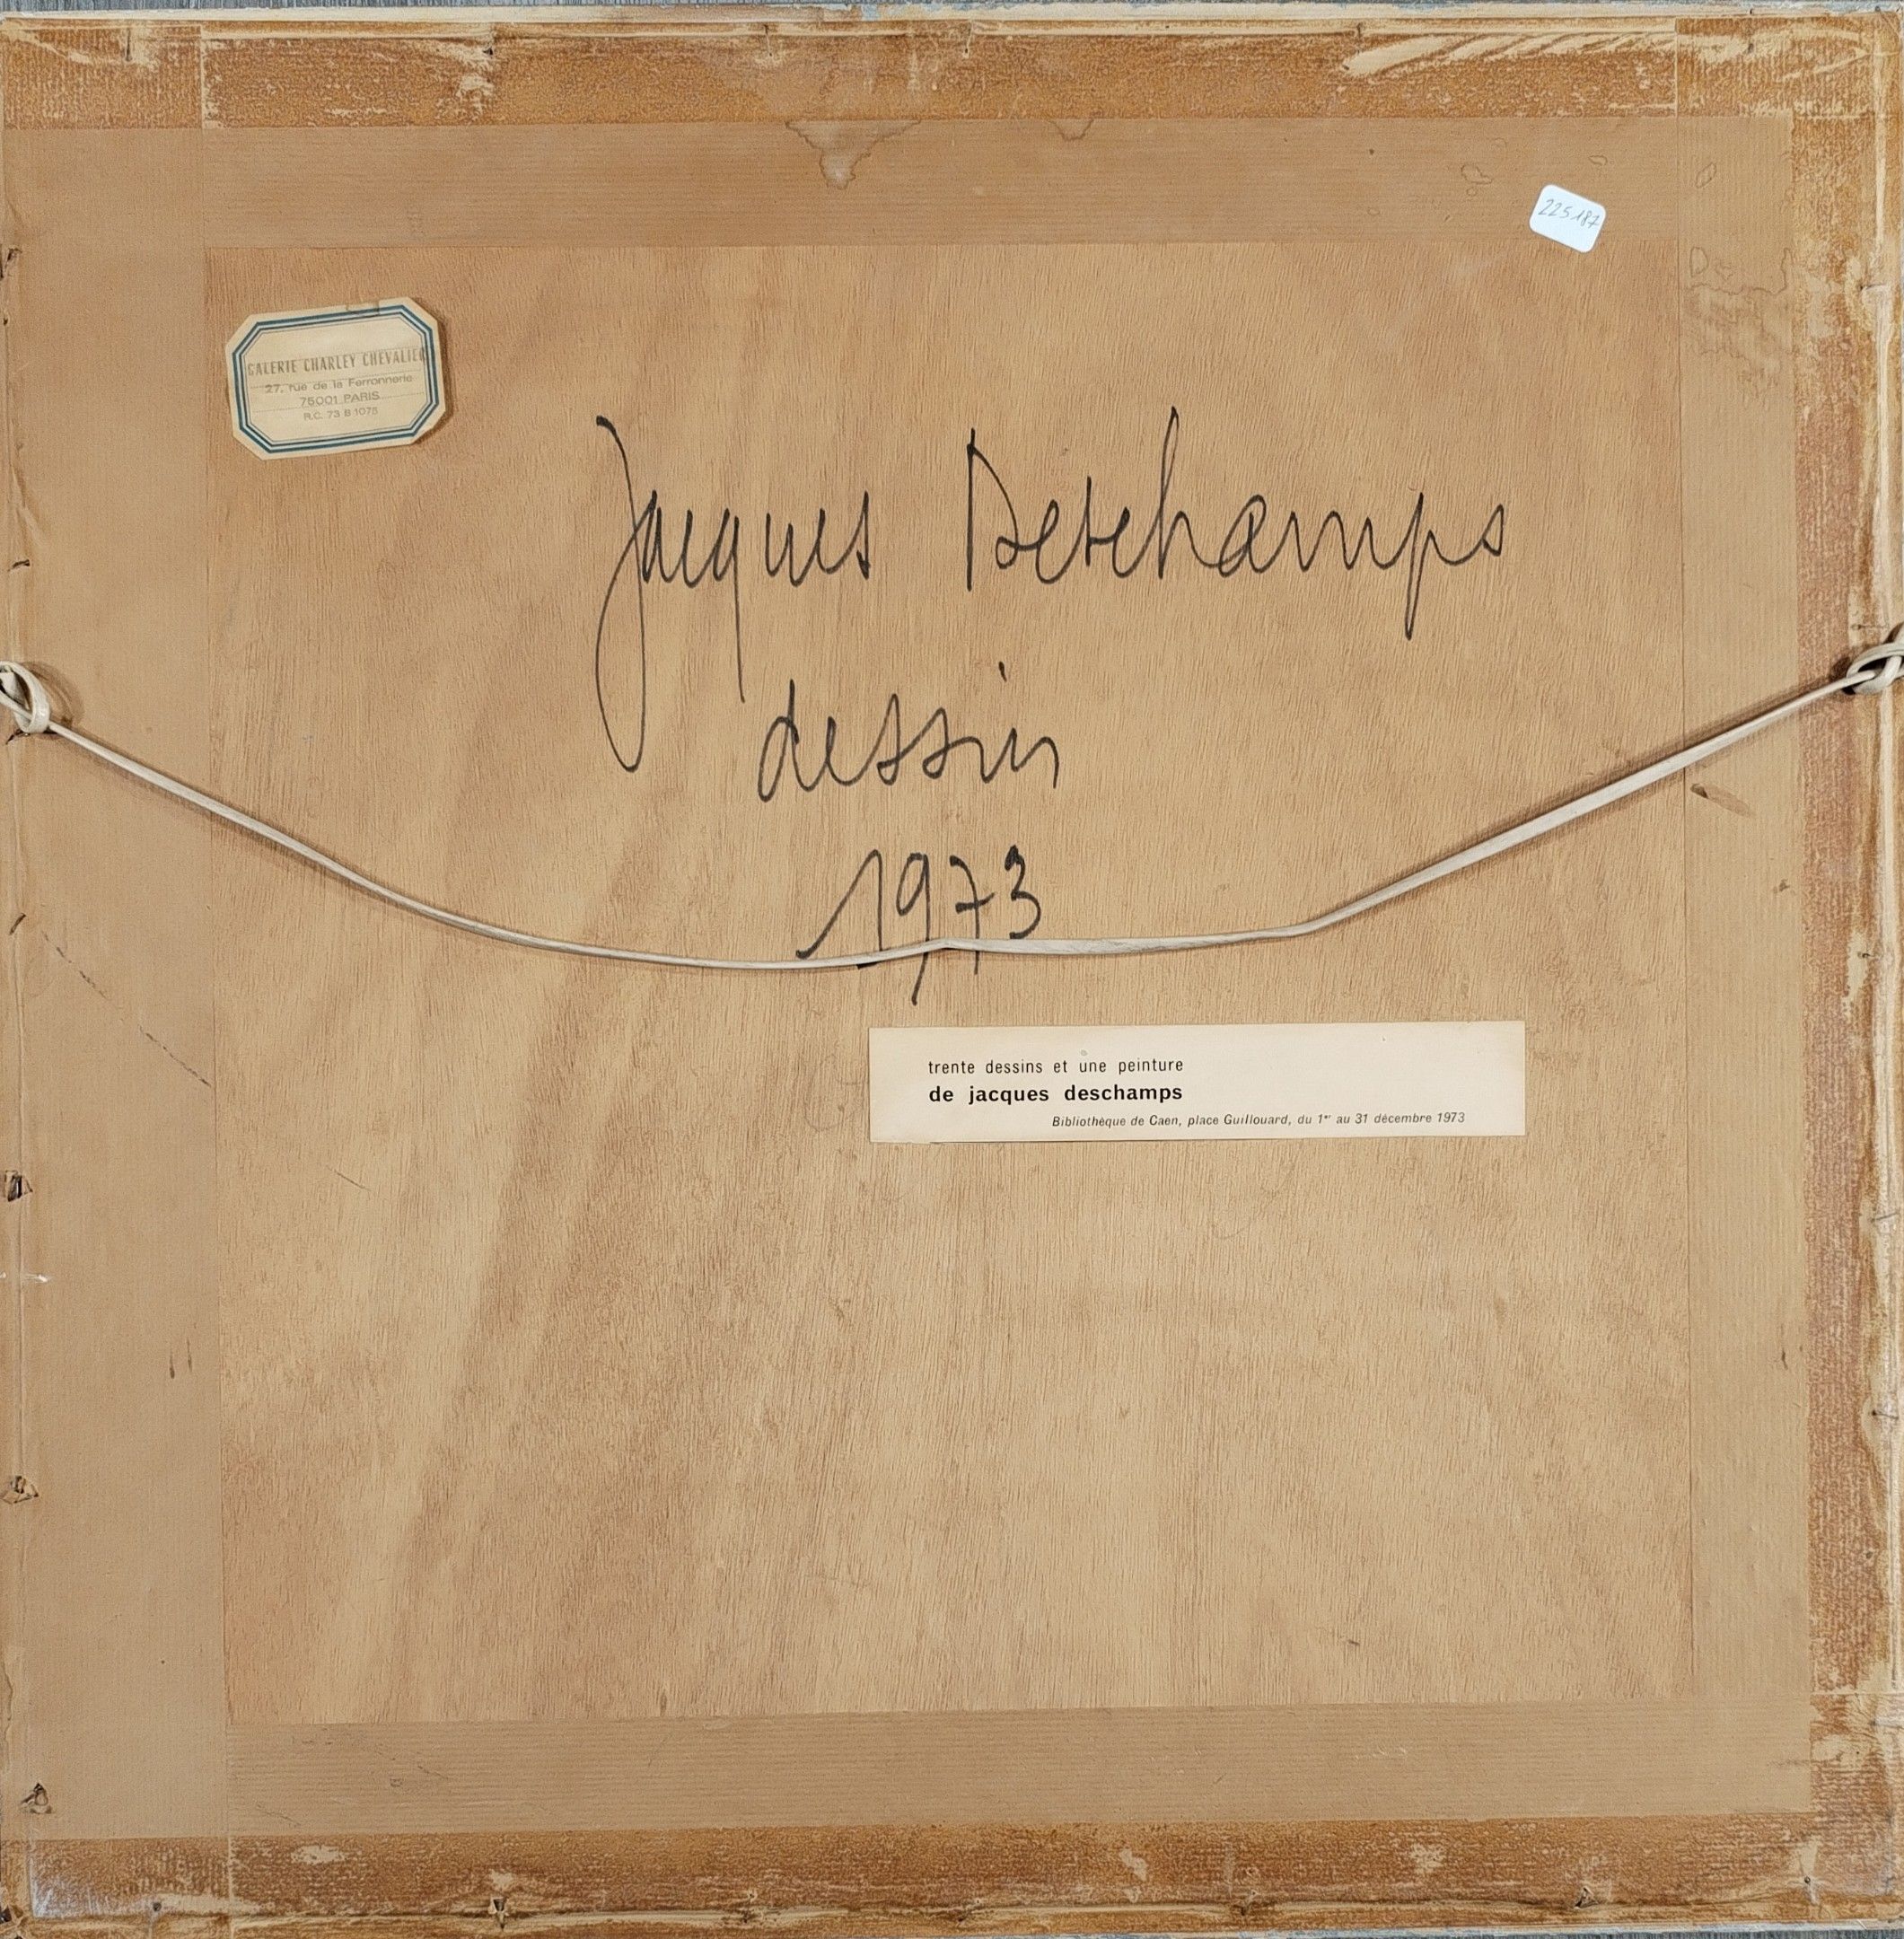 225187
GALERIE CHARLEY CHEVALIER
27, rue de la Ferronnerie
75001 PARIS
R.C. 73 B 1075
Jacques Deschamps
dessin
1973
trente dessins et une peinture
de jacques deschamps
Bibliothèque de Caen, place Guillouard, du 1er au 31 décembre 1973